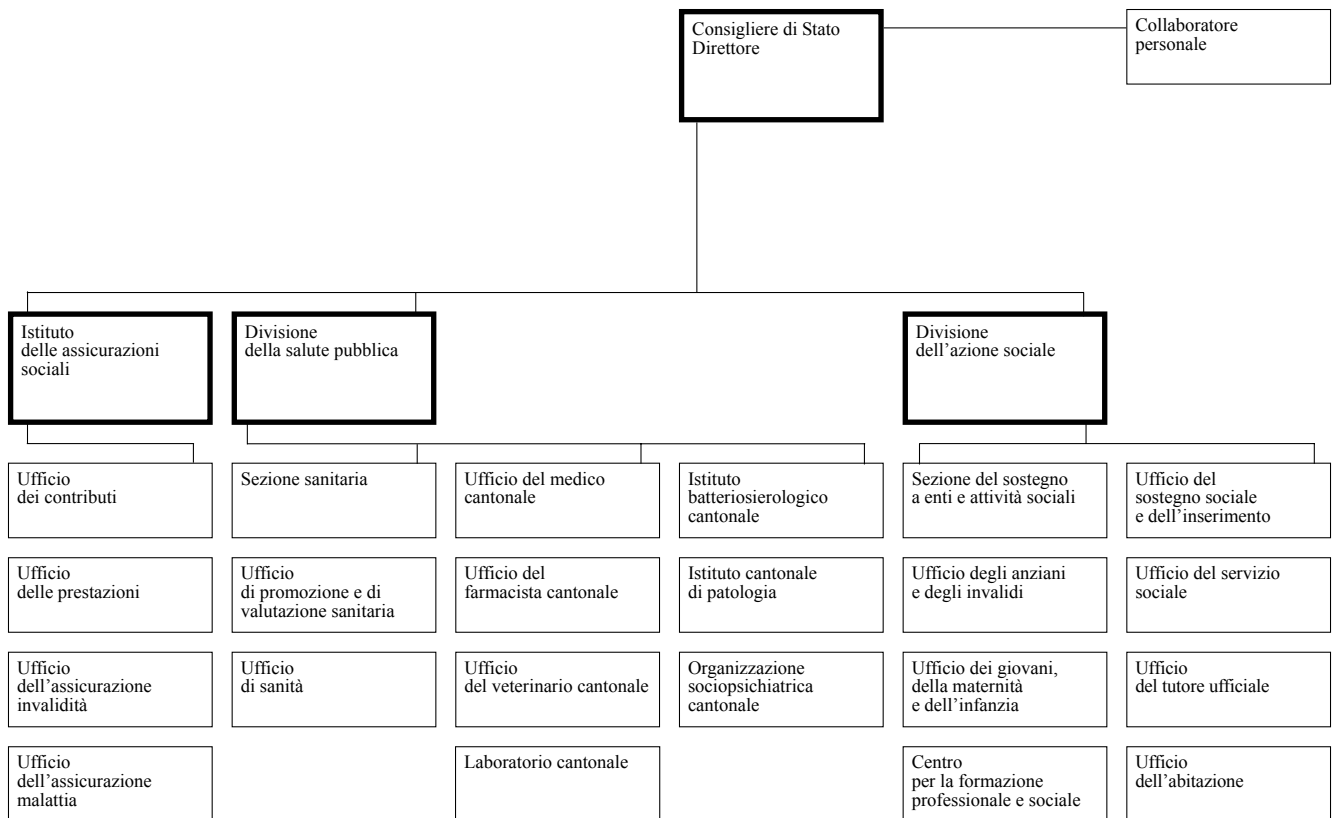 Consigliere di Stato
Direttore
Collaboratore
personale
Istituto
delle assicurazioni
sociali
Divisione
della salute pubblica
Divisione
dell’azione sociale
Ufficio
dei contributi
Sezione sanitaria
Ufficio del medico
cantonale
Istituto
batteriosierologico
cantonale
Sezione del sostegno
a enti e attività sociali
Ufficio del
sostegno sociale
e dell’inserimento
Ufficio
delle prestazioni
Ufficio
di promozione e di
valutazione sanitaria
Ufficio del
farmacista cantonale
Istituto cantonale
di patologia
Ufficio degli anziani
e degli invalidi
Ufficio del servizio
sociale
Ufficio
dell’assicurazione
invalidità
Ufficio
di sanità
Ufficio
del veterinario cantonale
Organizzazione
sociopsichiatrica
cantonale
Ufficio dei giovani,
della maternità
e dell’infanzia
Ufficio
del tutore ufficiale
Ufficio
dell’assicurazione
malattia
Laboratorio cantonale
Centro
per la formazione
professionale e sociale
Ufficio
dell’abitazione